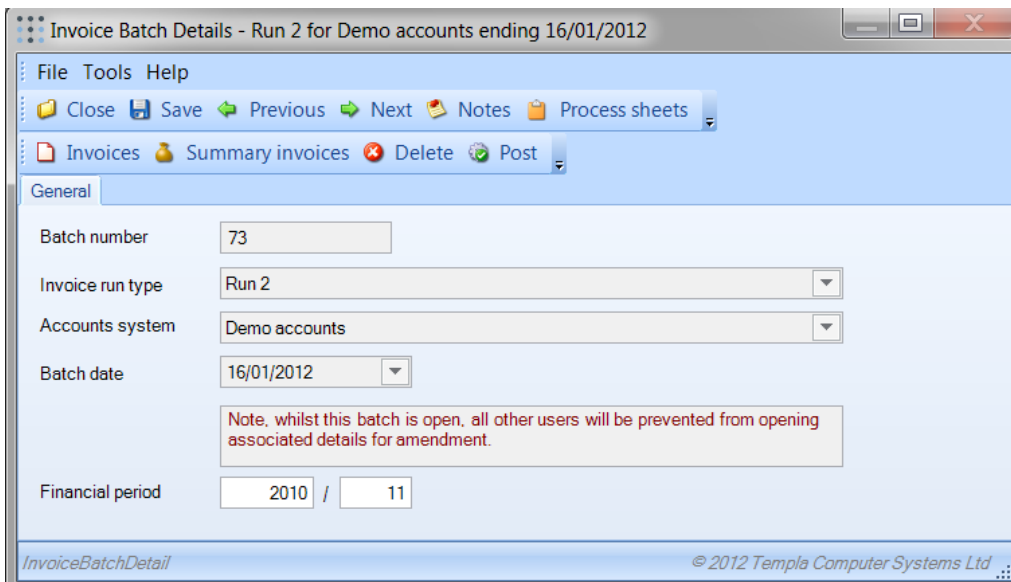 Invoice Batch Details - Run 2 for Demo accounts ending 16/01/2012
File Tools Help
Close Save Previous Next Notes Process sheets
Invoices Summary invoices Delete Post
General
Batch number 73
Invoice run type Run 2
Accounts system Demo accounts
Batch date 16/01/2012
Note, whilst this batch is open, all other users will be prevented from opening
associated details for amendment.
Financial period 2010 / 11
InvoiceBatchDetail © 2012 Templa Computer Systems Ltd